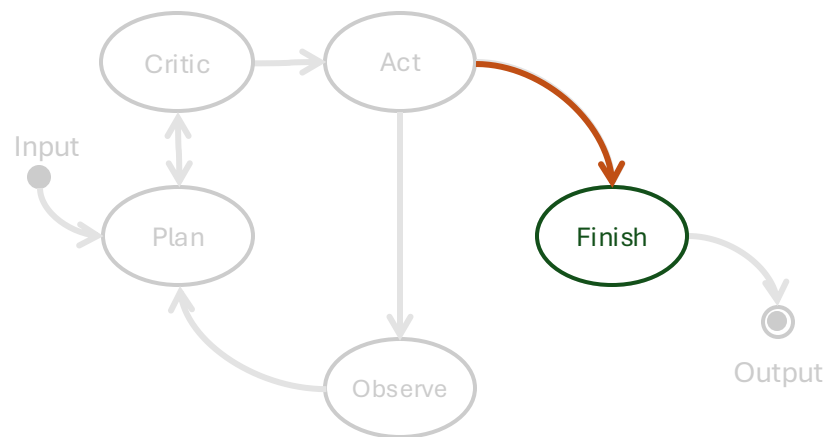 Critic
Act
Input
Plan
Finish
Observe
Output